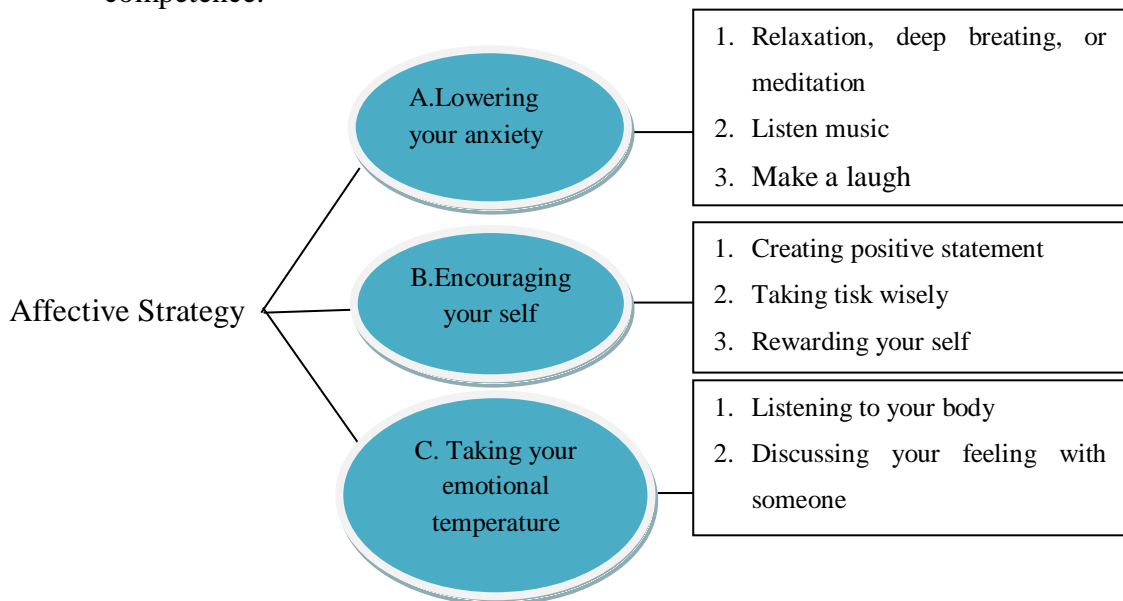 competence.
Affective Strategy
A.Lowering
your anxiety
1. Relaxation, deep breating, or
meditation
2. Listen music
3. Make a laugh
B.Encouraging
your self
1. Creating positive statement
2. Taking tisk wisely
3. Rewarding your self
C. Taking your
emotional
temperature
1. Listening to your body
2. Discussing your feeling with
someone